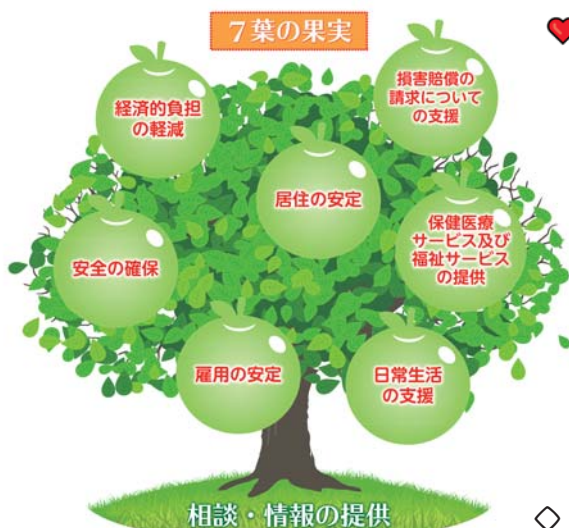 7葉の果実
経済的負担
の軽減
損害賠償の
請求について
の支援
居住の安定
安全の確保
保健医療
サービス及び
福祉サービス
の提供
雇用の安定
日常生活
の支援
相談・情報の提供